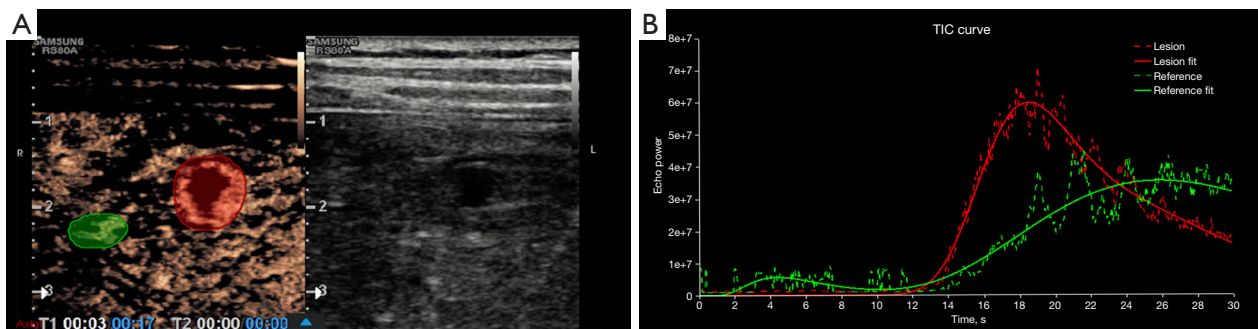 A
SAMSUNG
RS80A
SAMSUNG
RS80A
R
L
1
2
3
1
2
3
Axial T1 00:03/00:17 T2 00:00/00:00
B
TIC curve
Lesion
Lesion fit
Reference
Reference fit
Echo power
8e+7
7e+7
6e+7
5e+7
4e+7
3e+7
2e+7
1e+7
0
0 2 4 6 8 10 12 14 16 18 20 22 24 26 28 30
Time, s